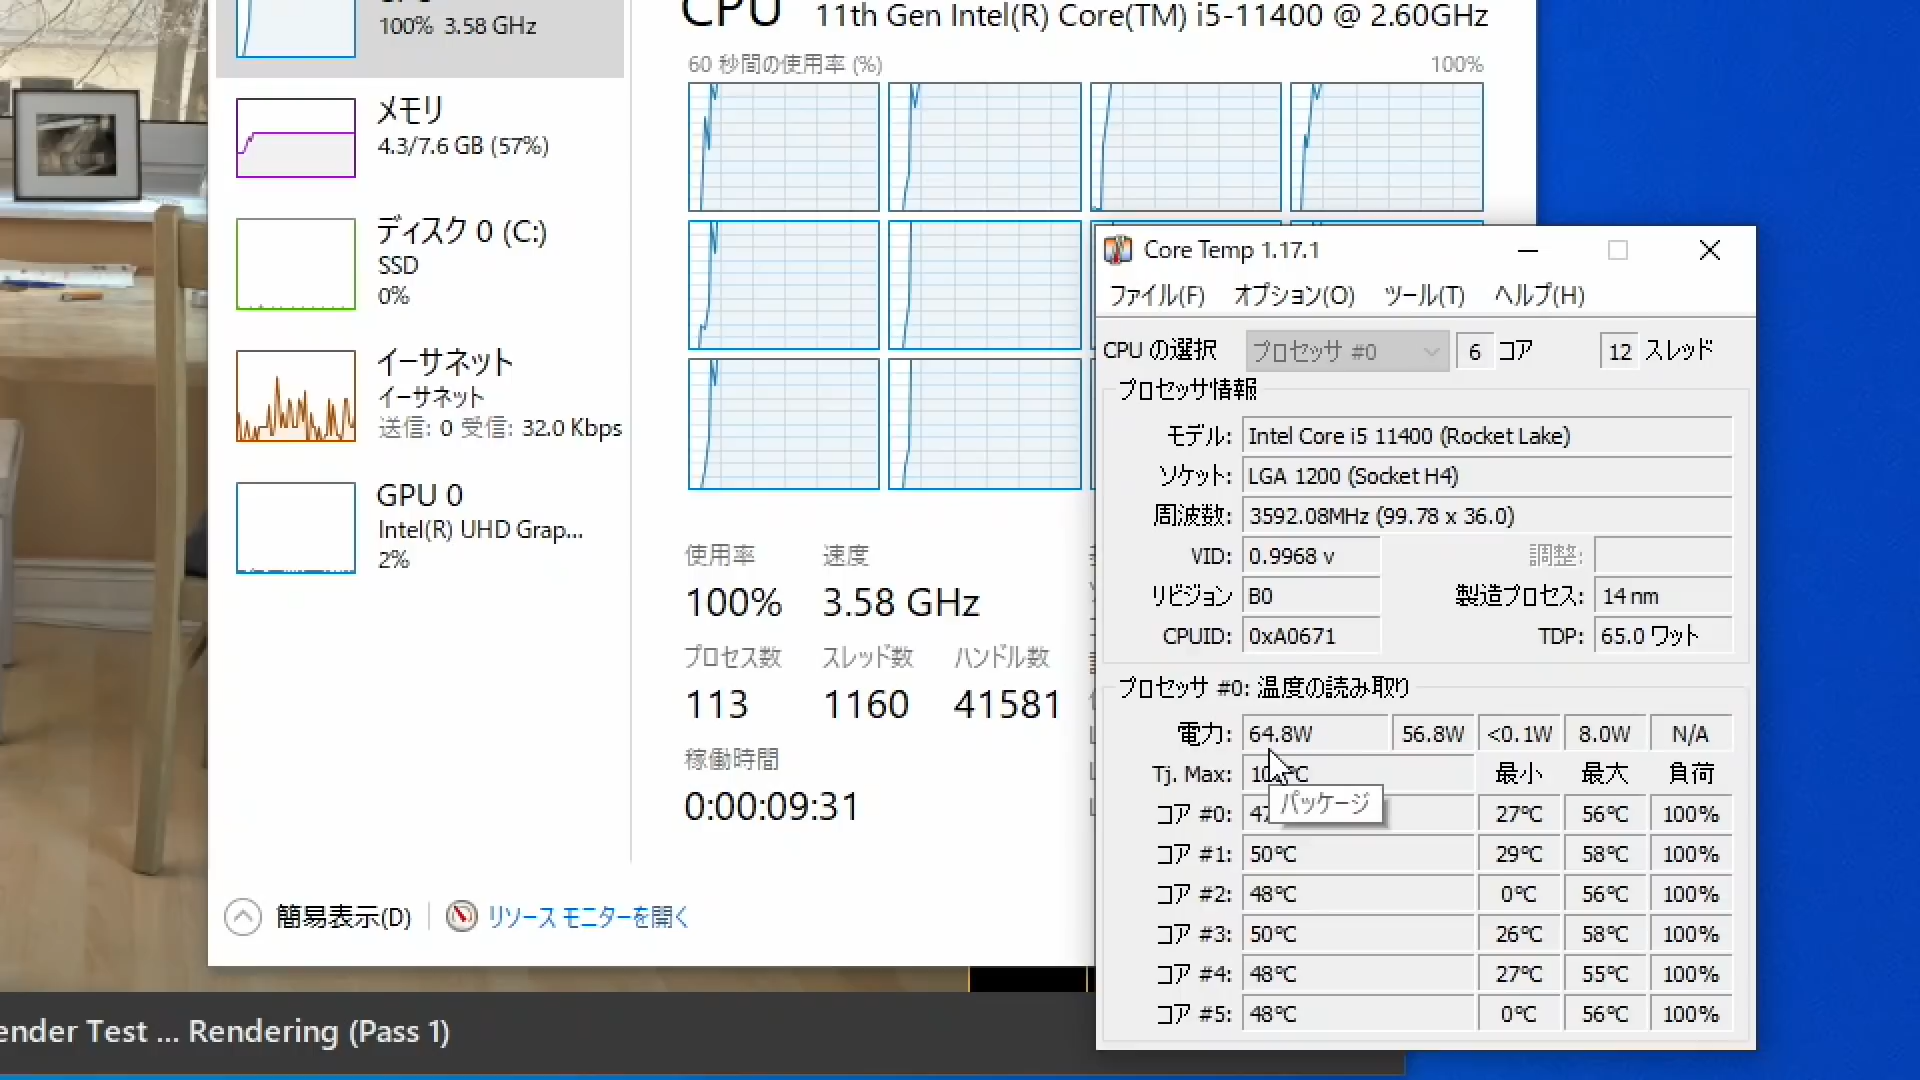 100% 3.58 GHz
メモリ
4.3/7.6 GB (57%)
ディスク 0 (C:)
SSD
0%
イーサネット
イーサネット
送信: 0 受信: 32.0 Kbps
GPU 0
Intel(R) UHD Grap...
2%
CPU 11th Gen Intel(R) Core(TM) i5-11400 @ 2.60GHz
60 秒間の使用率 (%) 100%
使用率 速度
100% 3.58 GHz
プロセス数 スレッド数 ハンドル数
113 1160 41581
稼働時間
0:00:09:31
簡易表示(D) リソース モニターを開く
Core Temp 1.17.1
ファイル(F) オプション(O) ツール(T) ヘルプ(H)
CPU の選択 プロセッサ #0 6 コア 12 スレッド
プロセッサ情報
モデル: Intel Core i5 11400 (Rocket Lake)
ソケット: LGA 1200 (Socket H4)
周波数: 3592.08MHz (99.78 x 36.0)
VID: 0.9968 v 調整:
リビジョン B0 製造プロセス: 14 nm
CPUID: 0xA0671 TDP: 65.0 ワット
プロセッサ #0: 温度の読み取り
電力: 64.8W 56.8W <0.1W 8.0W N/A
Tj. Max: 最小 最大 負荷
パッケージ
コア #0: 27℃ 56℃ 100%
コア #1: 50℃ 29℃ 58℃ 100%
コア #2: 48℃ 0℃ 56℃ 100%
コア #3: 50℃ 26℃ 58℃ 100%
コア #4: 48℃ 27℃ 55℃ 100%
コア #5: 48℃ 0℃ 56℃ 100%
ender Test ... Rendering (Pass 1)